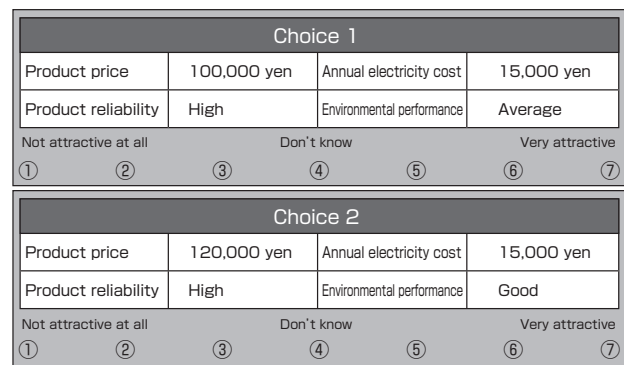 Choice 1
Product price 100,000 yen Annual electricity cost 15,000 yen
Product reliability High Environmental performance Average
Not attractive at all Don't know Very attractive
① ② ③ ④ ⑤ ⑥ ⑦
Choice 2
Product price 120,000 yen Annual electricity cost 15,000 yen
Product reliability High Environmental performance Good
Not attractive at all Don't know Very attractive
① ② ③ ④ ⑤ ⑥ ⑦